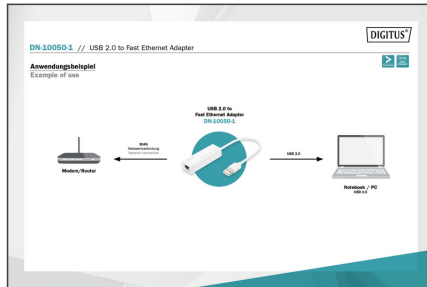 DIGITUS®
DN-10050-1 // USB 2.0 to Fast Ethernet Adapter
Anwendungsbeispiel
Example of use
USB 2.0 to
Fast Ethernet Adapter
DN-10050-1
RJ45
Netzwerkverbindung
Network connection
USB 2.0
Modem/Router
Notebook / PC
USB 2.0